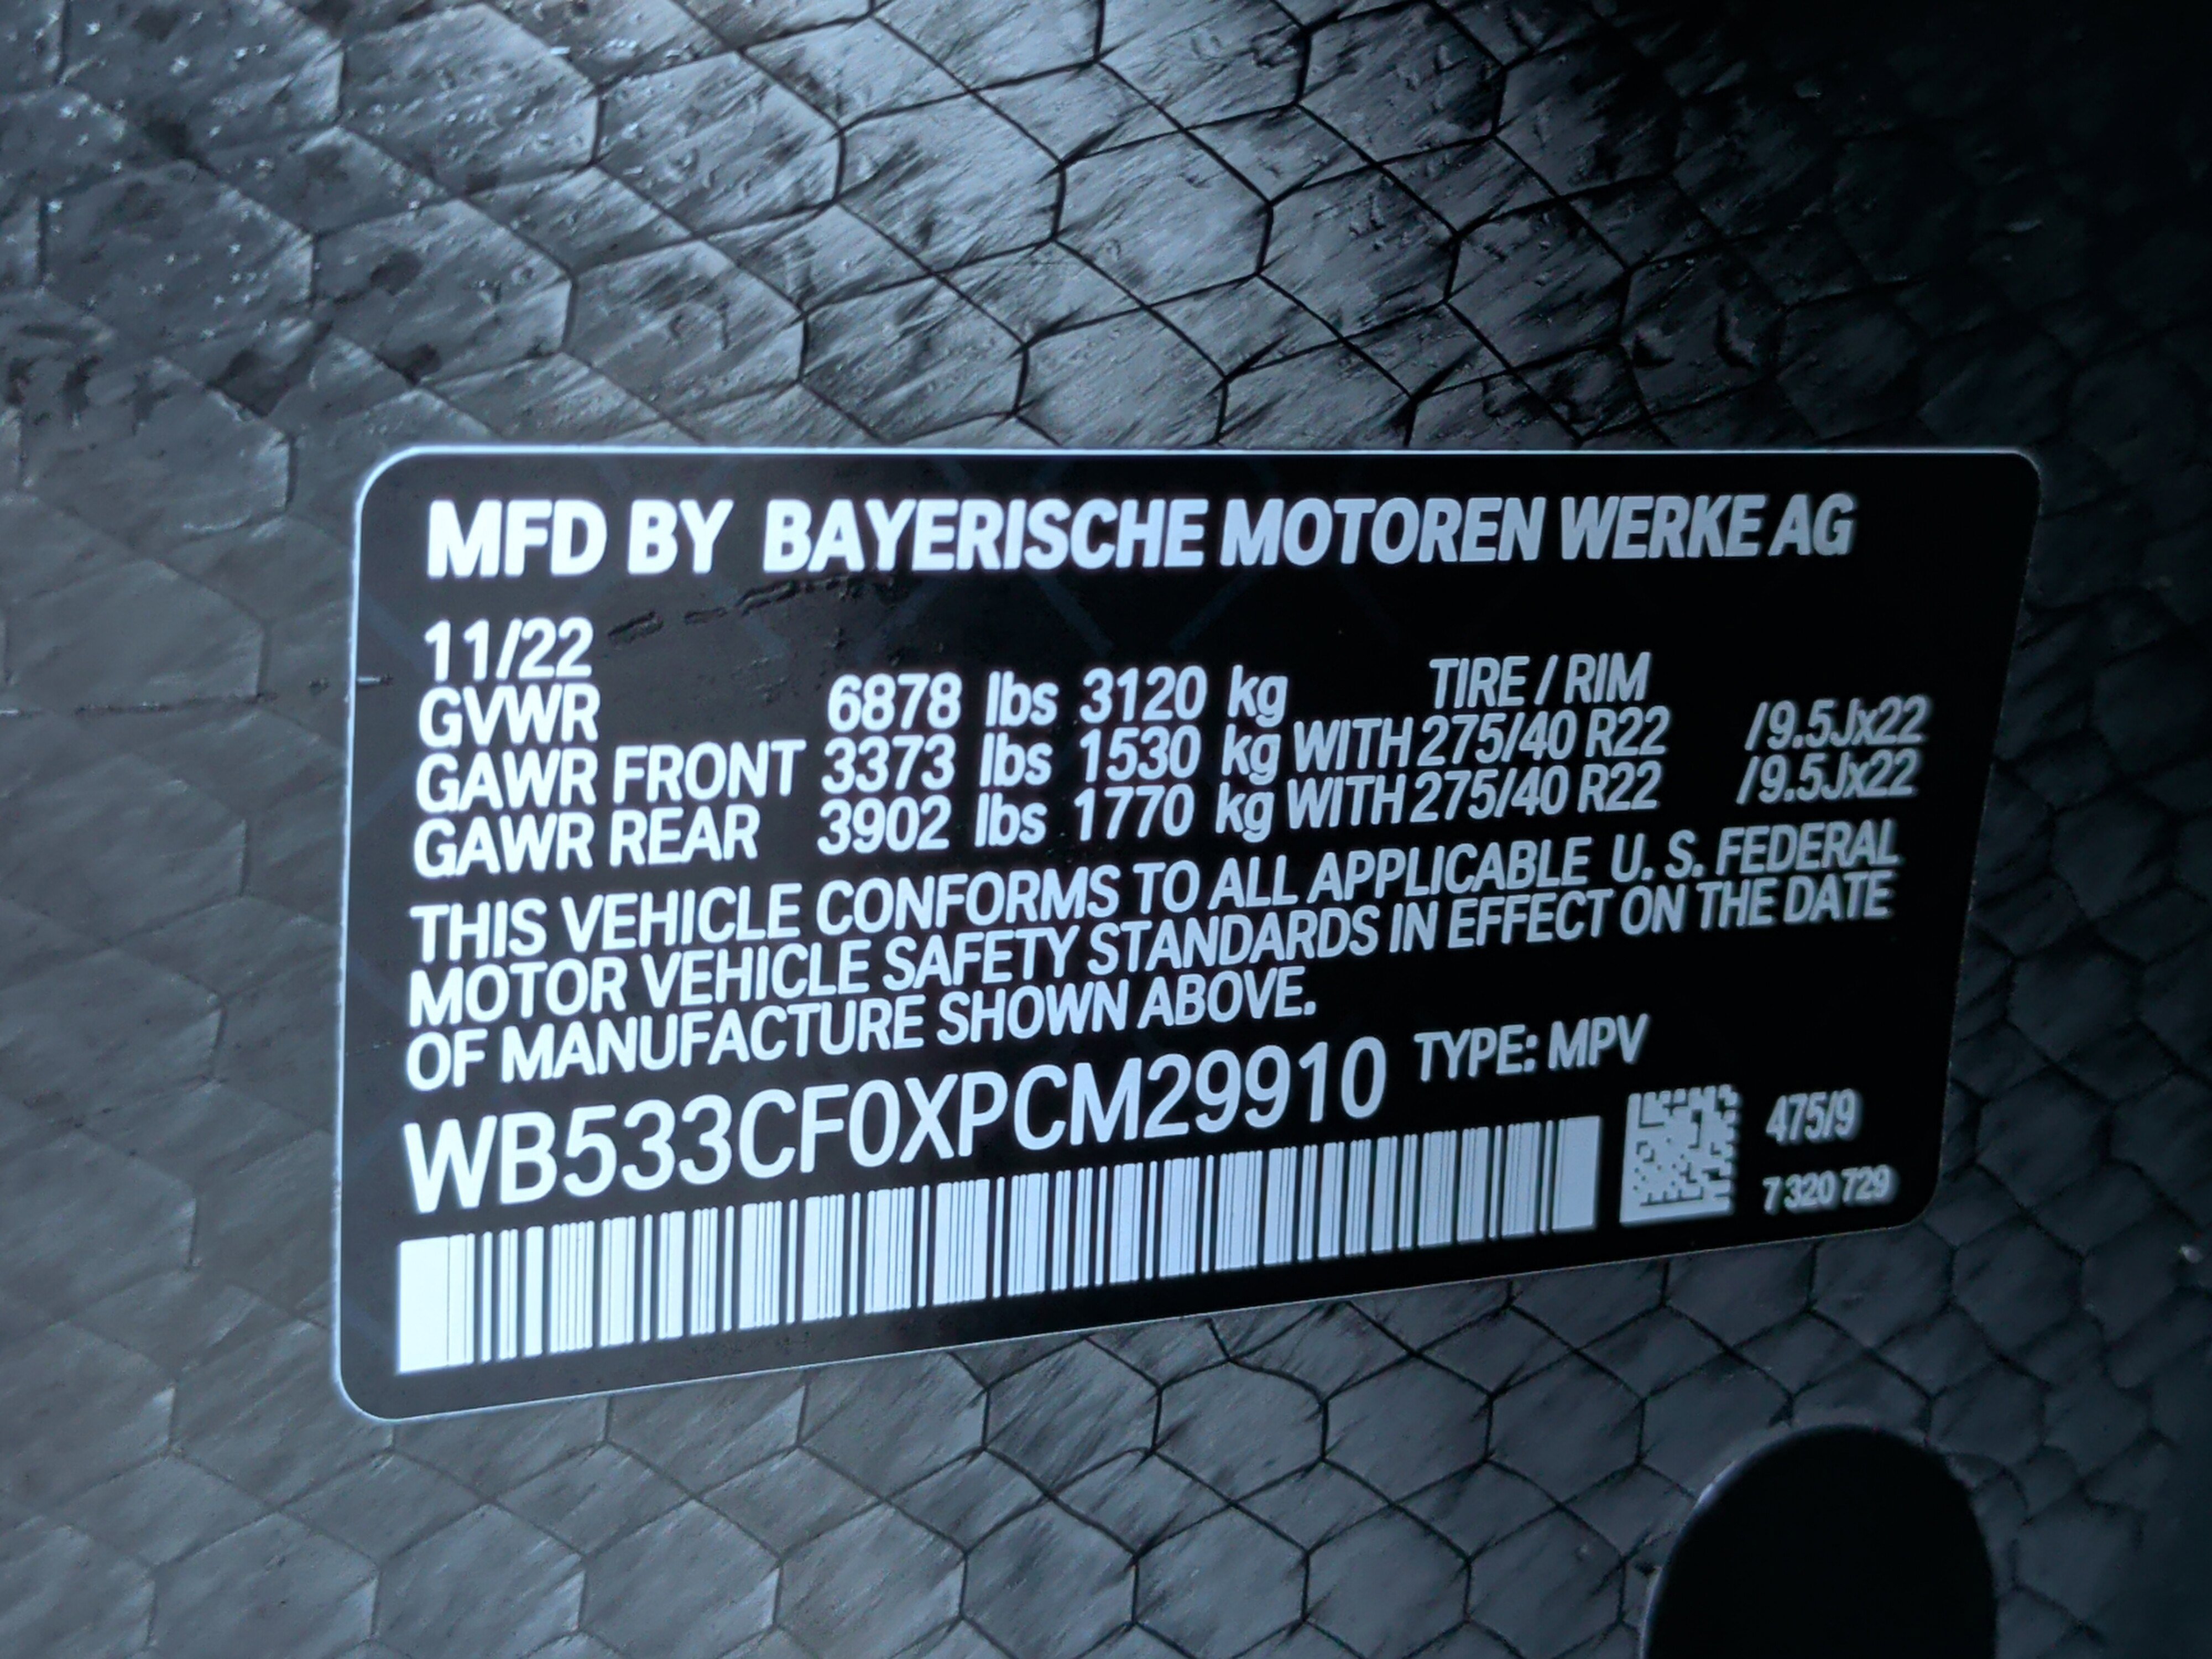 MFD BY BAYERISCHE MOTOREN WERKE AG
11/22
GVWR 6878 lbs 3120 kg TIRE / RIM
GAWR FRONT 3373 lbs 1530 kg WITH 275/40 R22 /9.5Jx22
GAWR REAR 3902 lbs 1770 kg WITH 275/40 R22 /9.5Jx22
THIS VEHICLE CONFORMS TO ALL APPLICABLE U. S. FEDERAL
MOTOR VEHICLE SAFETY STANDARDS IN EFFECT ON THE DATE
OF MANUFACTURE SHOWN ABOVE.
WB533CF0XPCM29910 TYPE: MPV
475/9
7 320 729